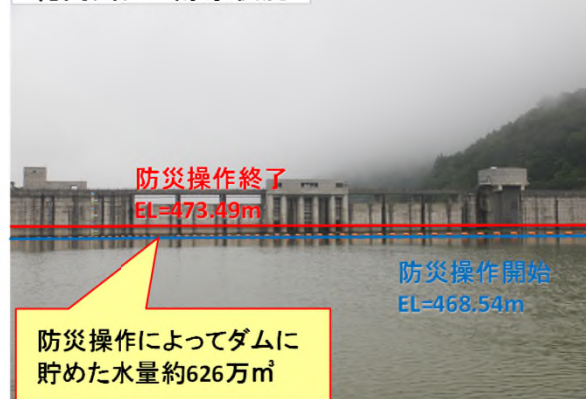 防災操作終了
EL=473.49m
防災操作開始
EL=468.54m
防災操作によってダムに
貯めた水量約626万㎥